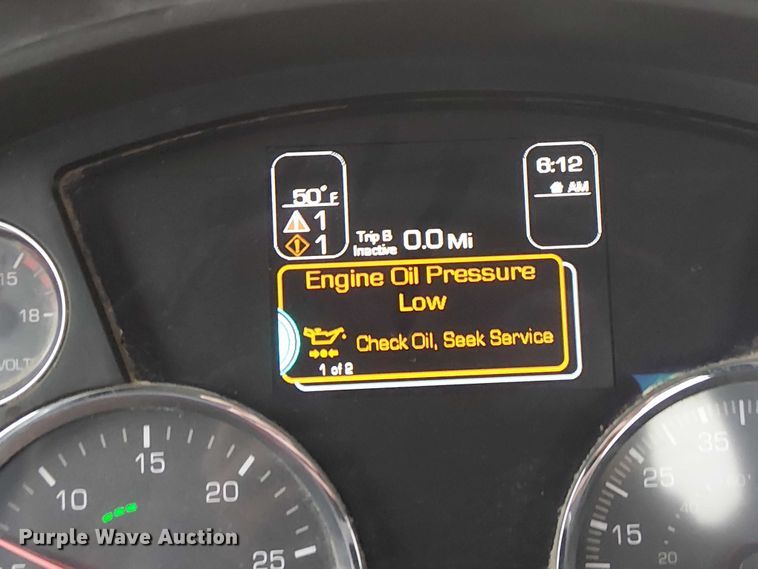 50°F
1
1
Trip B
Inactive
0.0 Mi
6:12
AM
Engine Oil Pressure
Low
Check Oil, Seek Service
1 of 2
15
18
VOLT
10
15
20
25
15
25
35
20
40
Purple Wave Auction